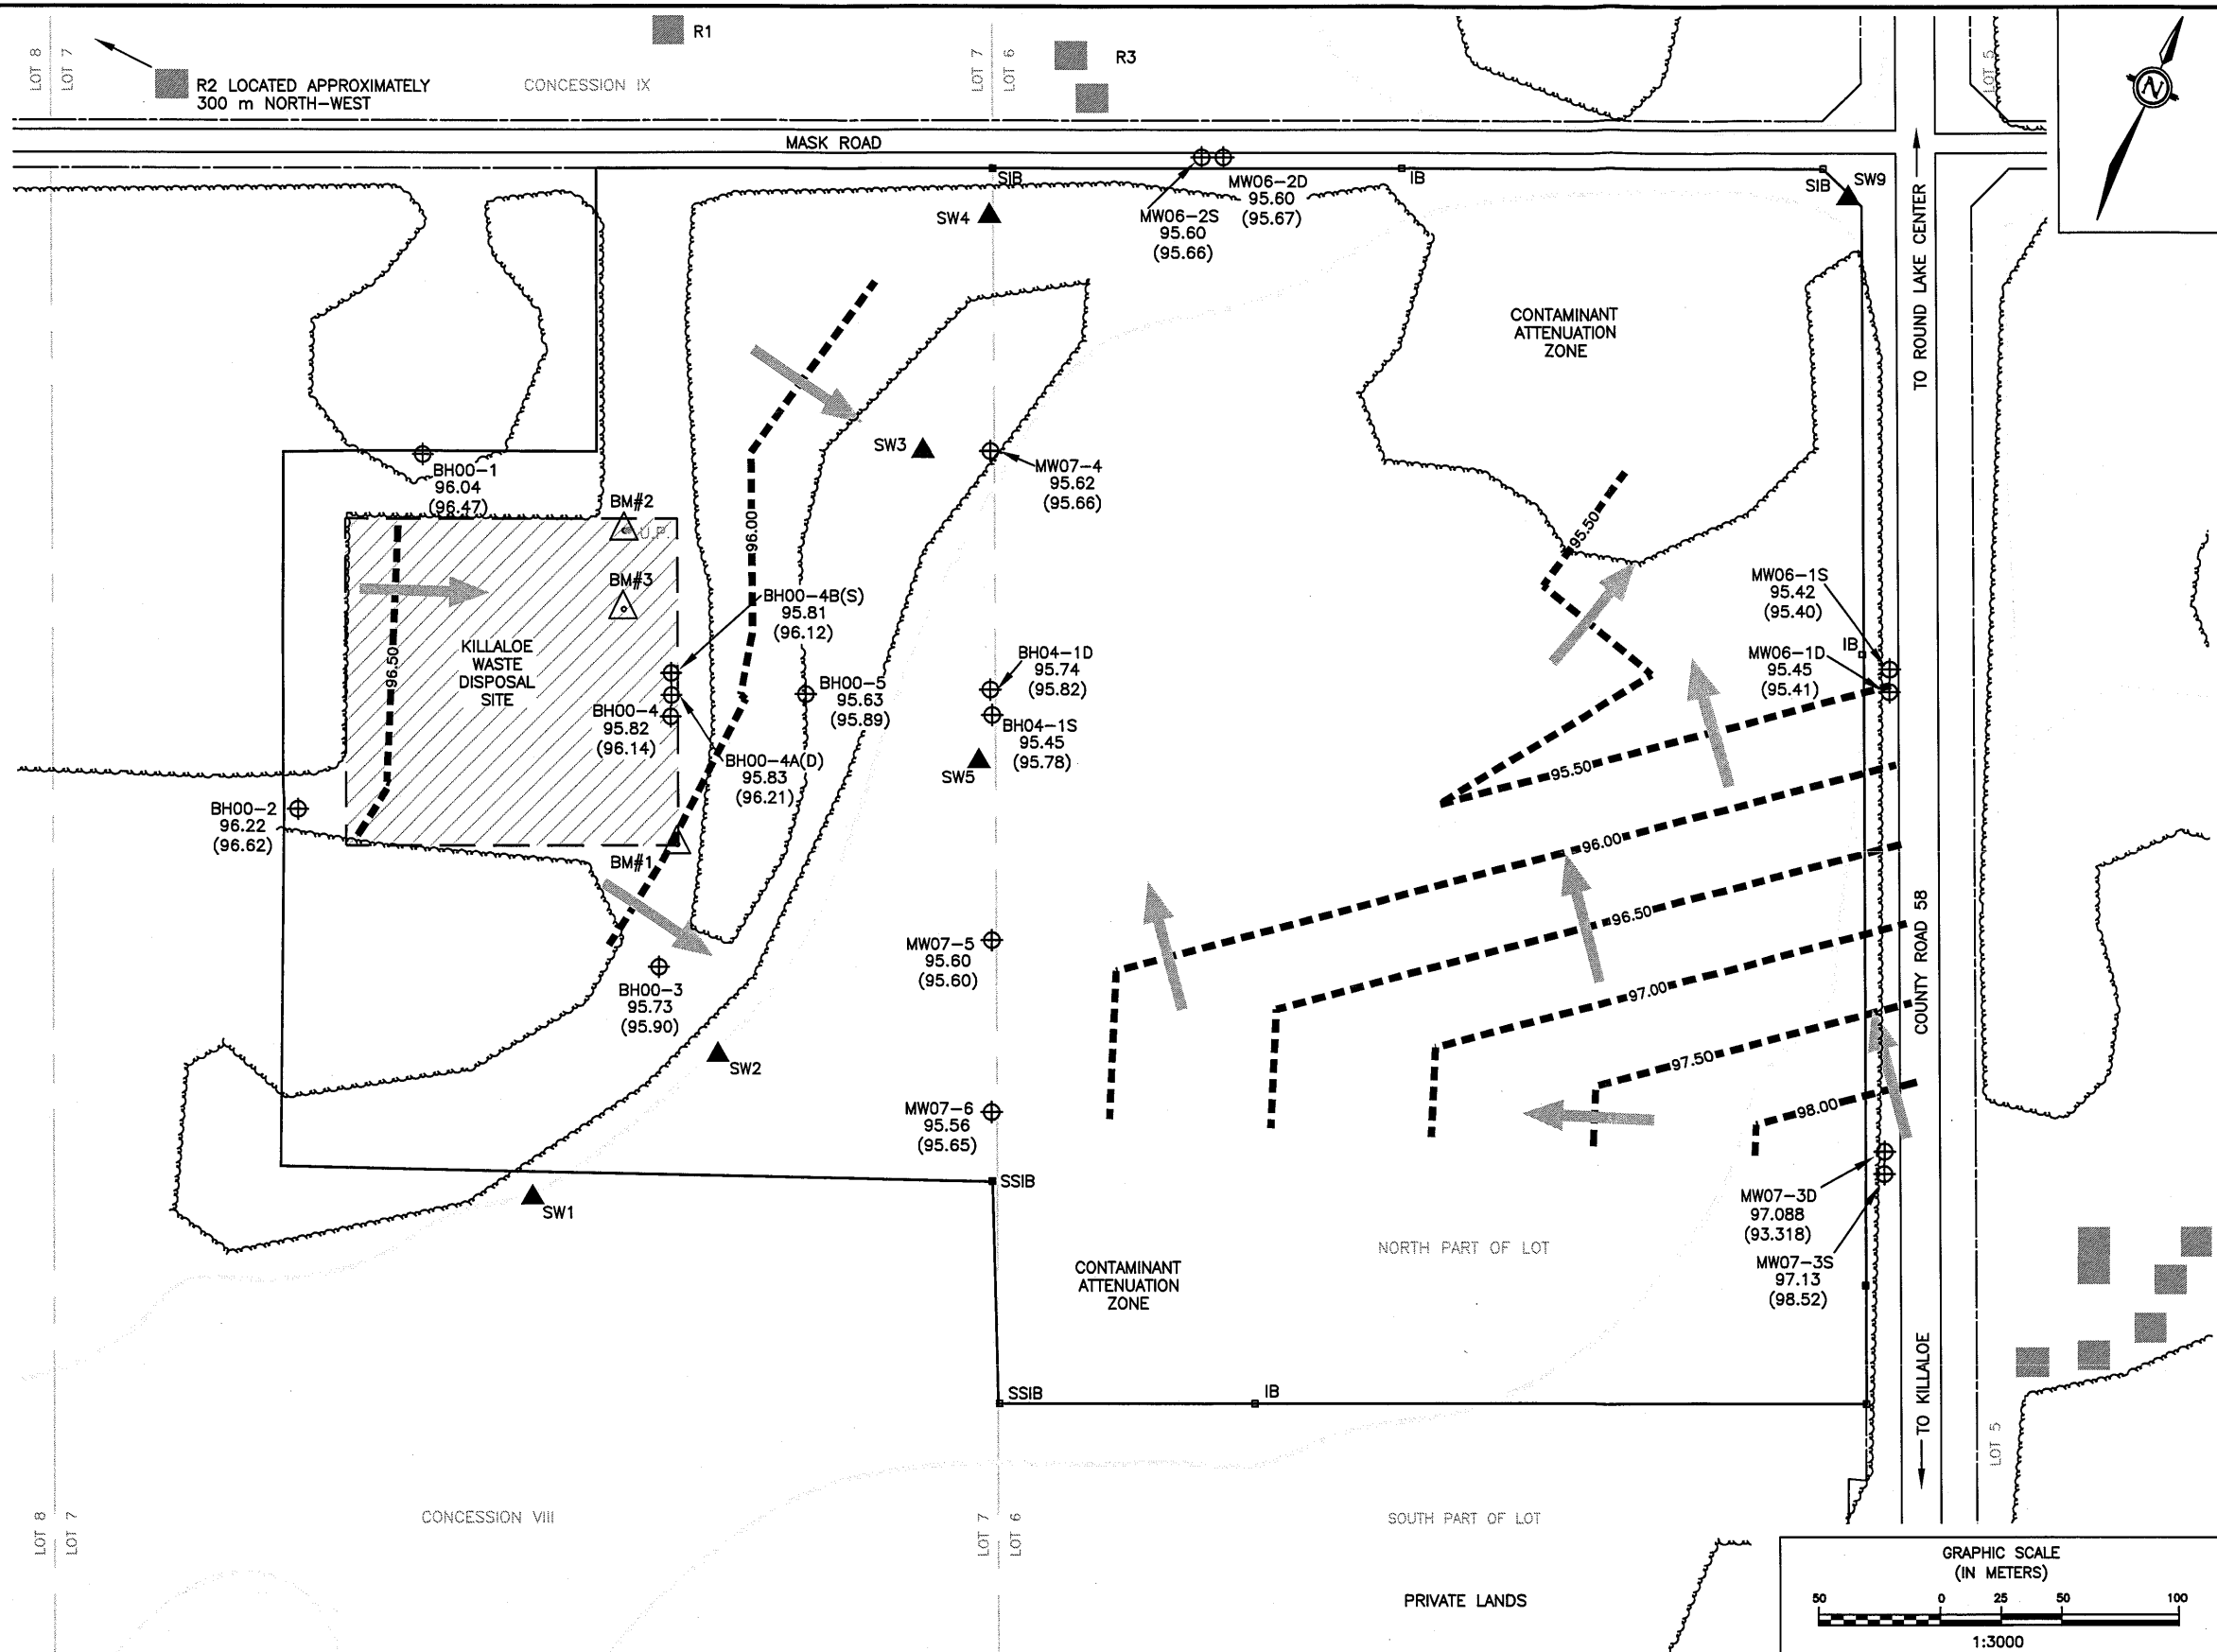 R1
R3
LOT 8
LOT 7
R2 LOCATED APPROXIMATELY
300 m NORTH-WEST
CONCESSION IX
LOT 7
LOT 6
LOT 5
N
MASK ROAD
SIB
IB
SIB
SW9
SW4
MW06-2S
95.60
(95.66)
MW06-2D
95.60
(95.67)
TO ROUND LAKE CENTER
CONTAMINANT
ATTENUATION
ZONE
BH00-1
96.04
(96.47)
SW3
MW07-4
95.62
(95.66)
BM#2
U.P.
96.00
95.50
BM#3
BH00-4B(S)
95.81
(96.12)
MW06-1S
95.42
(95.40)
KILLALOE
WASTE
DISPOSAL
SITE
96.50
BH04-1D
95.74
(95.82)
IB
MW06-1D
95.45
(95.41)
BH00-4
95.82
(96.14)
BH00-5
95.63
(95.89)
BH04-1S
95.45
(95.78)
BH00-4A(D)
95.83
(96.21)
SW5
95.50
BH00-2
96.22
(96.62)
BM#1
96.00
96.50
COUNTY ROAD 58
MW07-5
95.60
(95.60)
BH00-3
95.73
(95.90)
97.00
SW2
97.50
MW07-6
95.56
(95.65)
98.00
SSIB
SW1
MW07-3D
97.088
(93.318)
NORTH PART OF LOT
MW07-3S
97.13
(98.52)
CONTAMINANT
ATTENUATION
ZONE
SSIB
IB
TO KILLALOE
LOT 5
LOT 8
LOT 7
CONCESSION VIII
LOT 7
LOT 6
SOUTH PART OF LOT
PRIVATE LANDS
GRAPHIC SCALE
(IN METERS)
50 0 25 50 100
1:3000